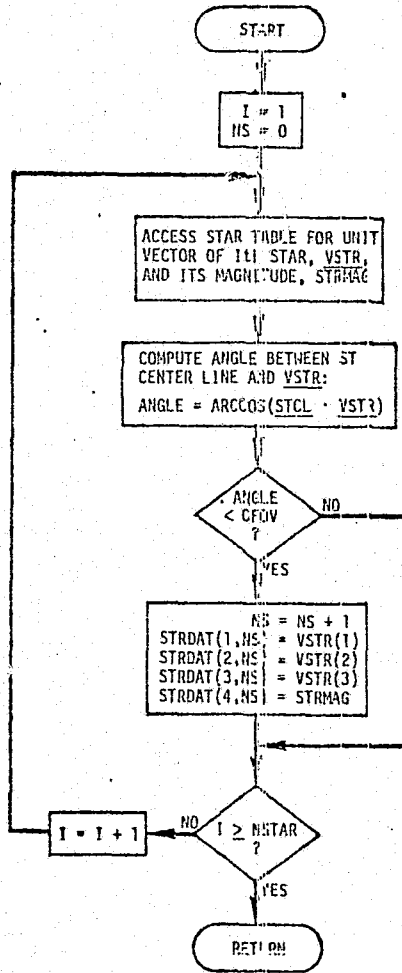 START
I = 1
NS = 0
ACCESS STAR TABLE FOR UNIT
VECTOR OF Ith STAR, VSTR,
AND ITS MAGNITUDE, STRMAG
COMPUTE ANGLE BETWEEN ST
CENTER LINE AND VSTR:
ANGLE = ARCCOS(STCL · VSTR)
ANGLE
< CFOV
?
NO
YES
NS = NS + 1
STRDAT(1,NS) = VSTR(1)
STRDAT(2,NS) = VSTR(2)
STRDAT(3,NS) = VSTR(3)
STRDAT(4,NS) = STRMAG
I = I + 1
NO
I ≥ NSTAR
?
YES
RETURN